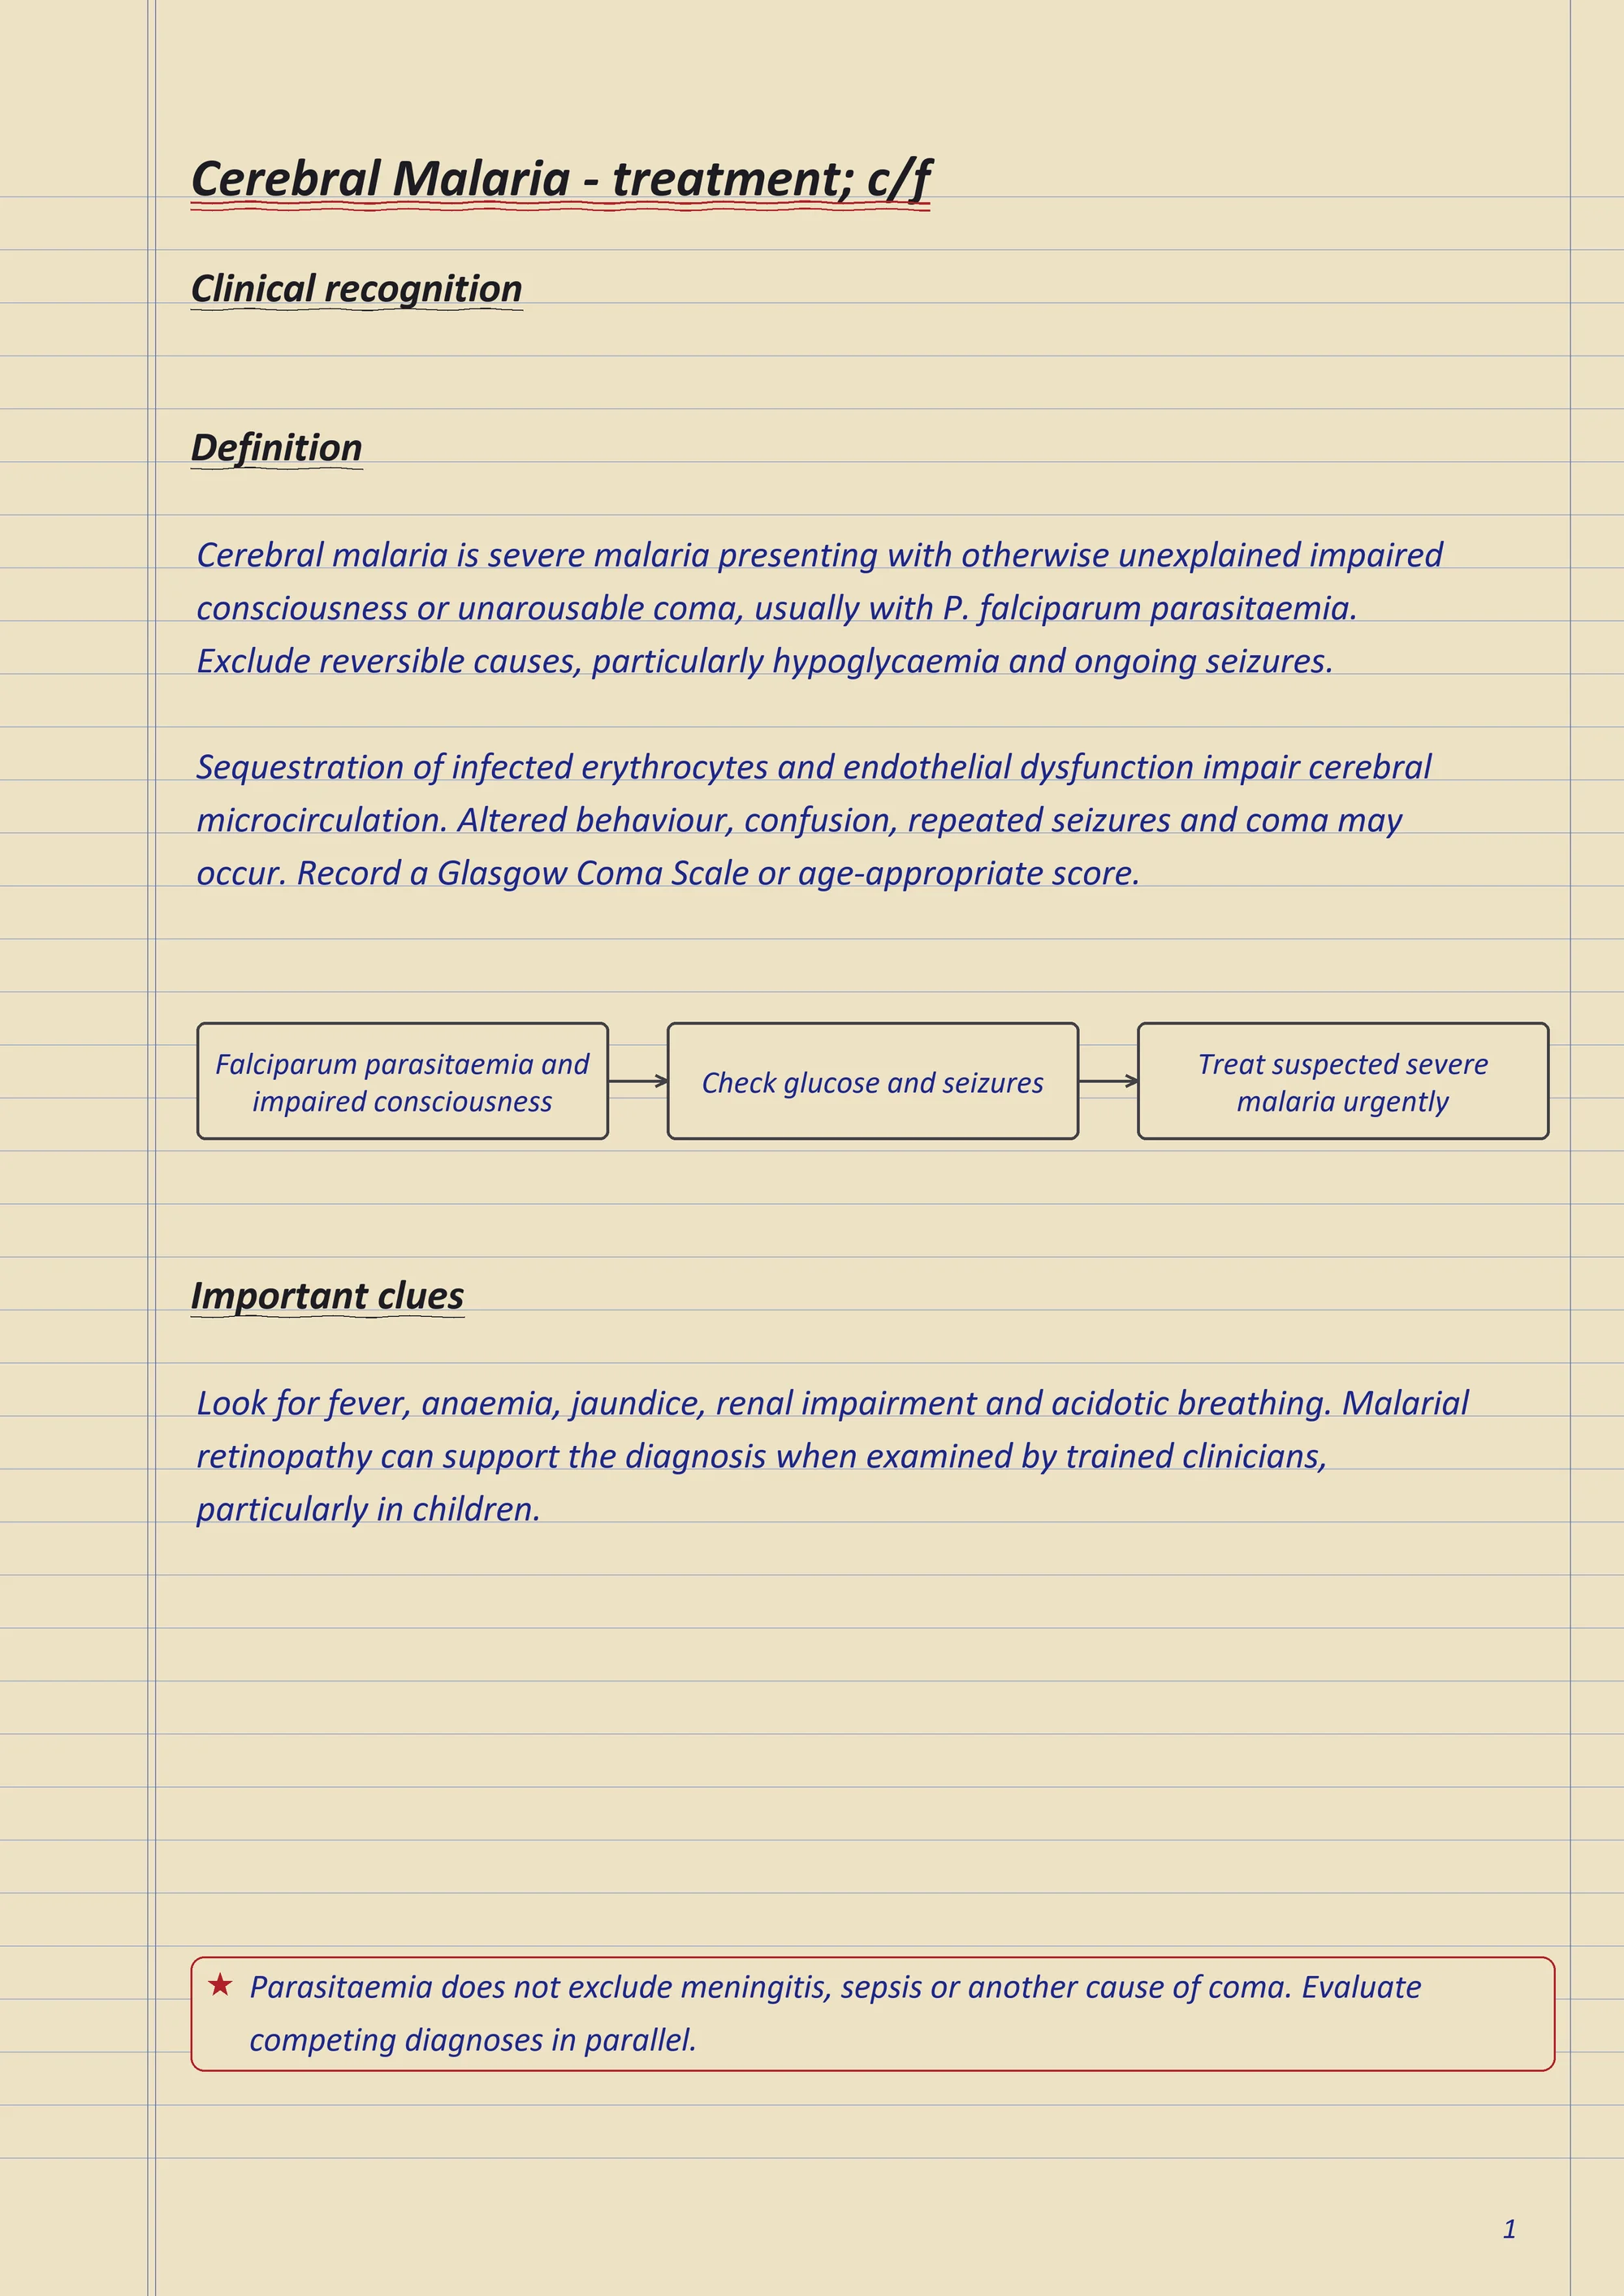 Cerebral Malaria - treatment; c/f
Clinical recognition
Definition
Cerebral malaria is severe malaria presenting with otherwise unexplained impaired
consciousness or unarousable coma, usually with P. falciparum parasitaemia.
Exclude reversible causes, particularly hypoglycaemia and ongoing seizures.
Sequestration of infected erythrocytes and endothelial dysfunction impair cerebral
microcirculation. Altered behaviour, confusion, repeated seizures and coma may
occur. Record a Glasgow Coma Scale or age-appropriate score.
Falciparum parasitaemia and
impaired consciousness
Check glucose and seizures
Treat suspected severe
malaria urgently
Important clues
Look for fever, anaemia, jaundice, renal impairment and acidotic breathing. Malarial
retinopathy can support the diagnosis when examined by trained clinicians,
particularly in children.
★ Parasitaemia does not exclude meningitis, sepsis or another cause of coma. Evaluate
competing diagnoses in parallel.
1